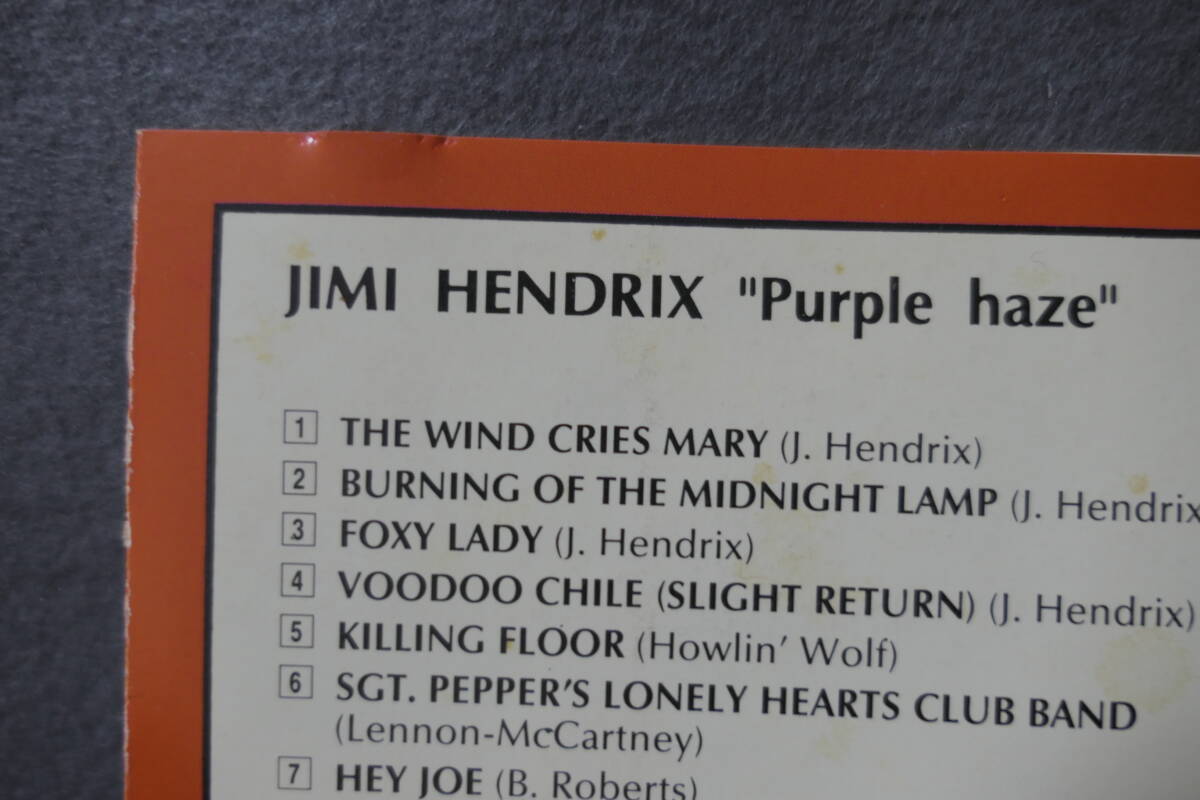 JIMI HENDRIX "Purple haze"
1 THE WIND CRIES MARY (J. Hendrix)
2 BURNING OF THE MIDNIGHT LAMP (J. Hendrix
3 FOXY LADY (J. Hendrix)
4 VOODOO CHILE (SLIGHT RETURN) (J. Hendrix)
5 KILLING FLOOR (Howlin' Wolf)
6 SGT. PEPPER'S LONELY HEARTS CLUB BAND
(Lennon-McCartney)
7 HEY JOE (B. Roberts)